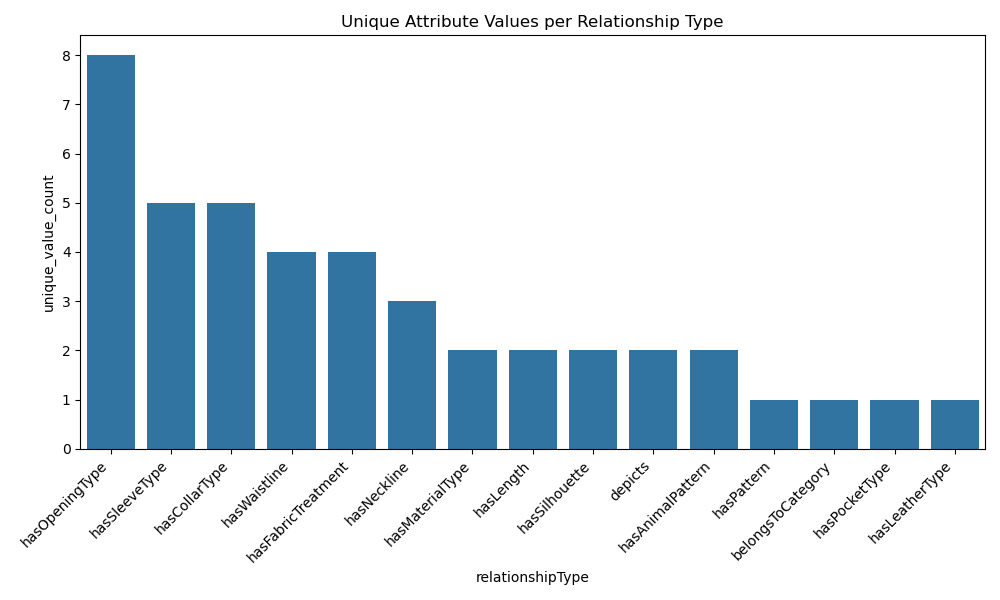 Unique Attribute Values per Relationship Type
unique_value_count
8
7
6
5
4
3
2
1
0
hasOpeningType
hasSleeveType
hasCollarType
hasWaistline
hasFabricTreatment
hasNeckline
hasMaterialType
hasLength
hasSilhouette
depicts
hasAnimalPattern
hasPattern
belongsToCategory
hasPocketType
hasLeatherType
relationshipType